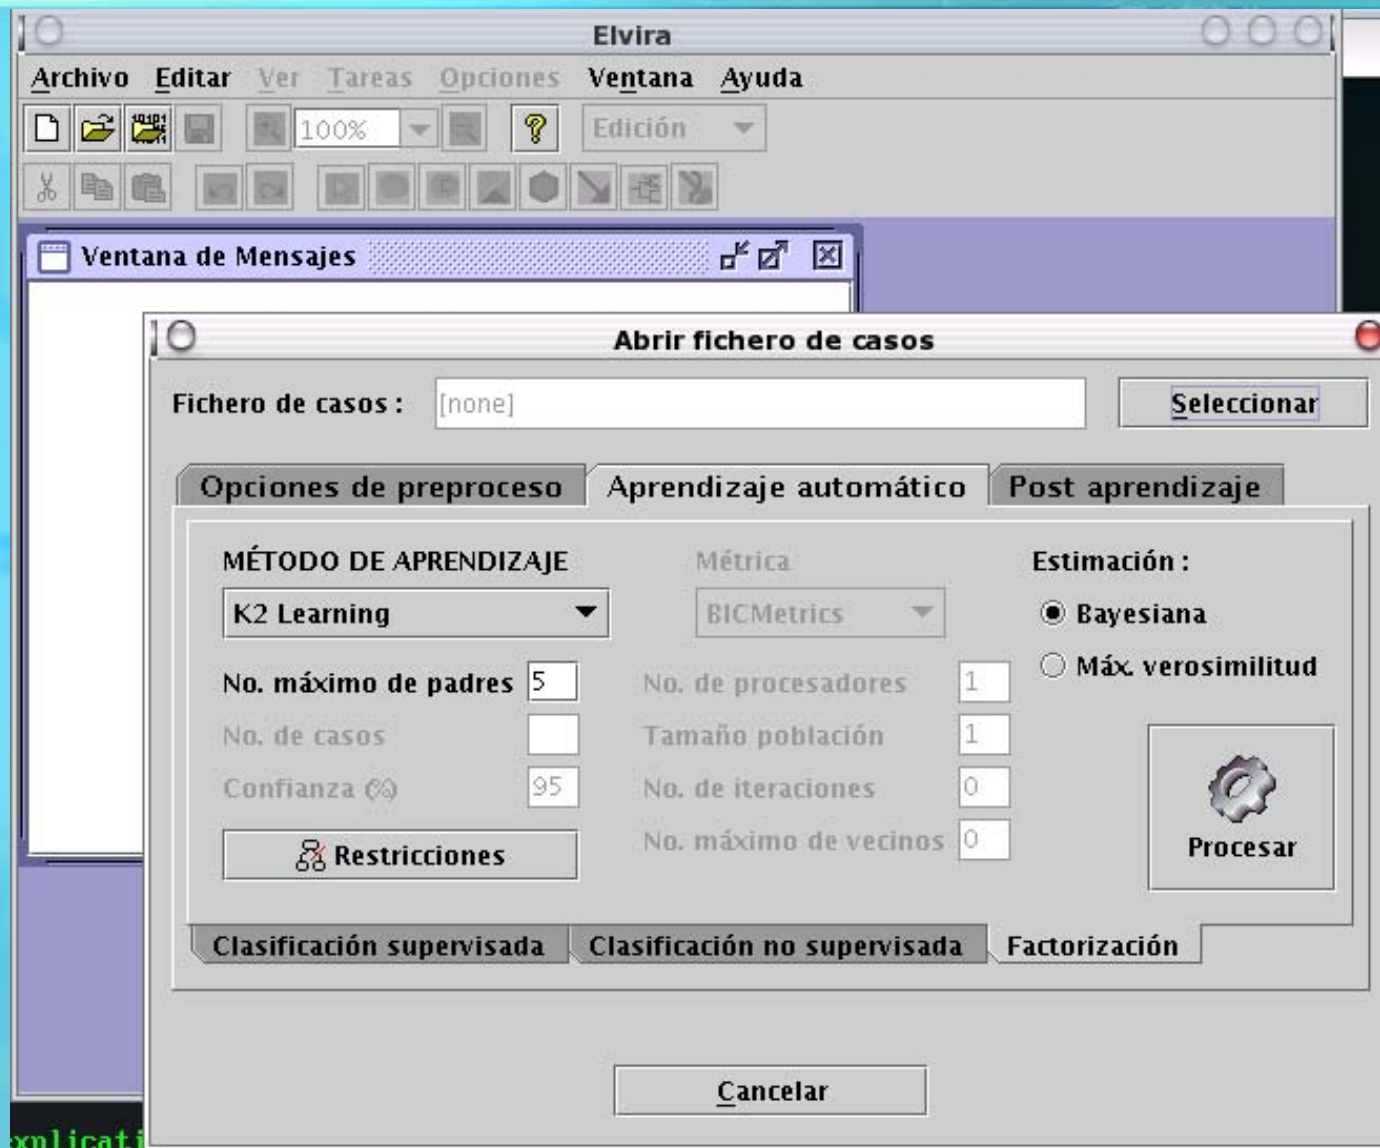 Elvira
Archivo Editar Ver Tareas Opciones Ventana Ayuda
100% Edición
Ventana de Mensajes
Abrir fichero de casos
Fichero de casos : [none] Seleccionar
Opciones de preproceso Aprendizaje automático Post aprendizaje
MÉTODO DE APRENDIZAJE Métrica Estimación :
K2 Learning BICMetrics Bayesiana
Máx. verosimilitud
No. máximo de padres 5 No. de procesadores 1
No. de casos Tamaño población 1
Confianza (%) 95 No. de iteraciones 0
Restricciones No. máximo de vecinos 0 Procesar
Clasificación supervisada Clasificación no supervisada Factorización
Cancelar